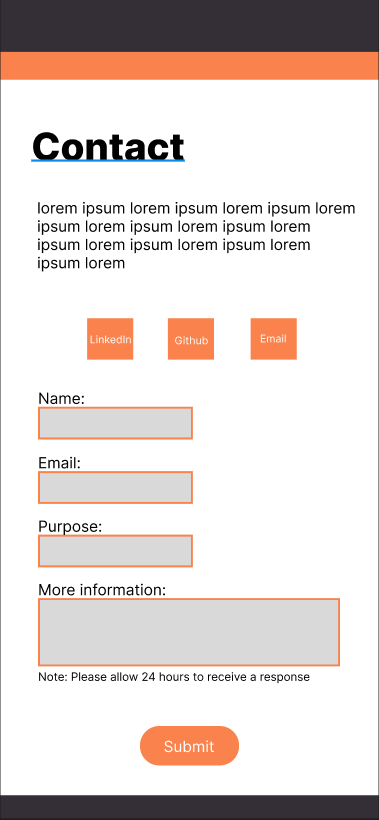 Contact
lorem ipsum lorem ipsum lorem ipsum lorem
ipsum lorem ipsum lorem ipsum lorem
ipsum lorem ipsum lorem ipsum lorem
ipsum lorem
LinkedIn Github Email
Name:
Email:
Purpose:
More information:
Note: Please allow 24 hours to receive a response
Submit